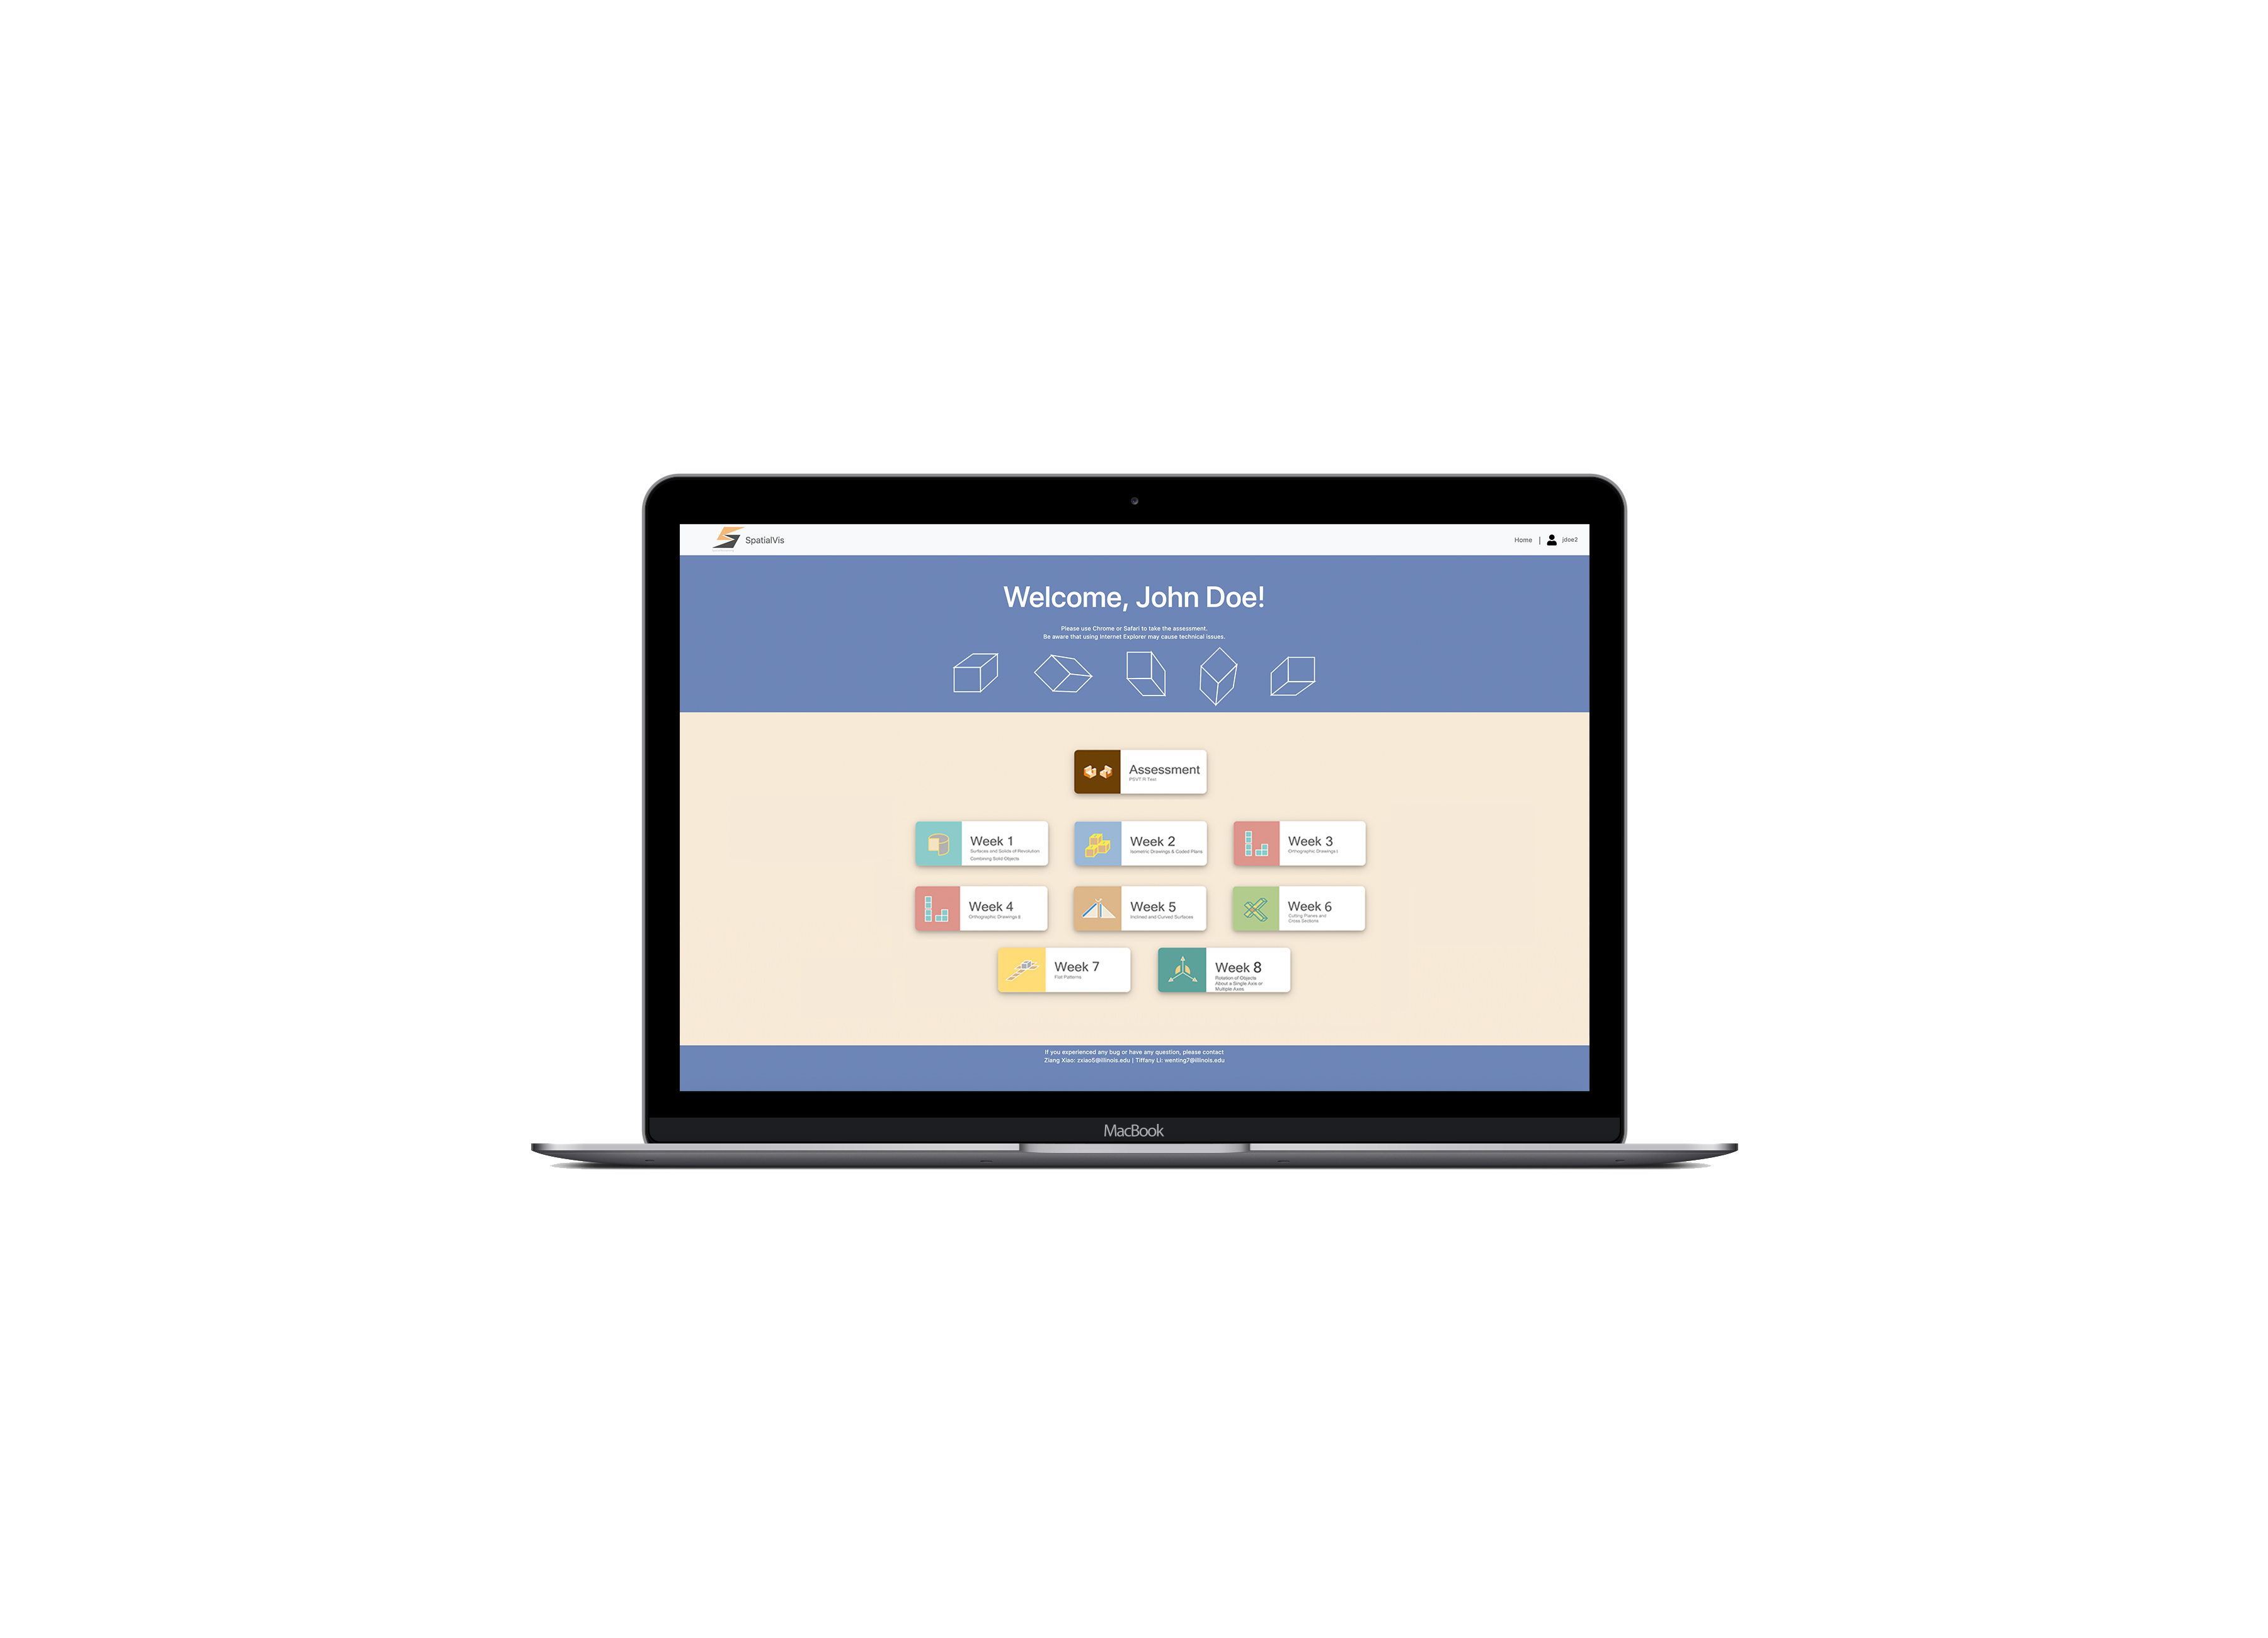 SpatialVis
Home | jdoe2
Welcome, John Doe!
Please use Chrome or Safari to take the assessment.
Be aware that using Internet Explorer may cause technical issues.
Assessment
PSVT R Test
Week 1
Surfaces and Solids of Revolution
Combining Solid Objects
Week 2
Isometric Drawings & Coded Plans
Week 3
Orthographic Drawings I
Week 4
Orthographic Drawings II
Week 5
Inclined and Curved Surfaces
Week 6
Cutting Planes and
Cross Sections
Week 7
Flat Patterns
Week 8
Rotation of Objects
About a Single Axis or
Multiple Axes
If you experienced any bug or have any question, please contact
Ziang Xiao: zxiao5@illinois.edu | Tiffany Li: wenting7@illinois.edu
MacBook